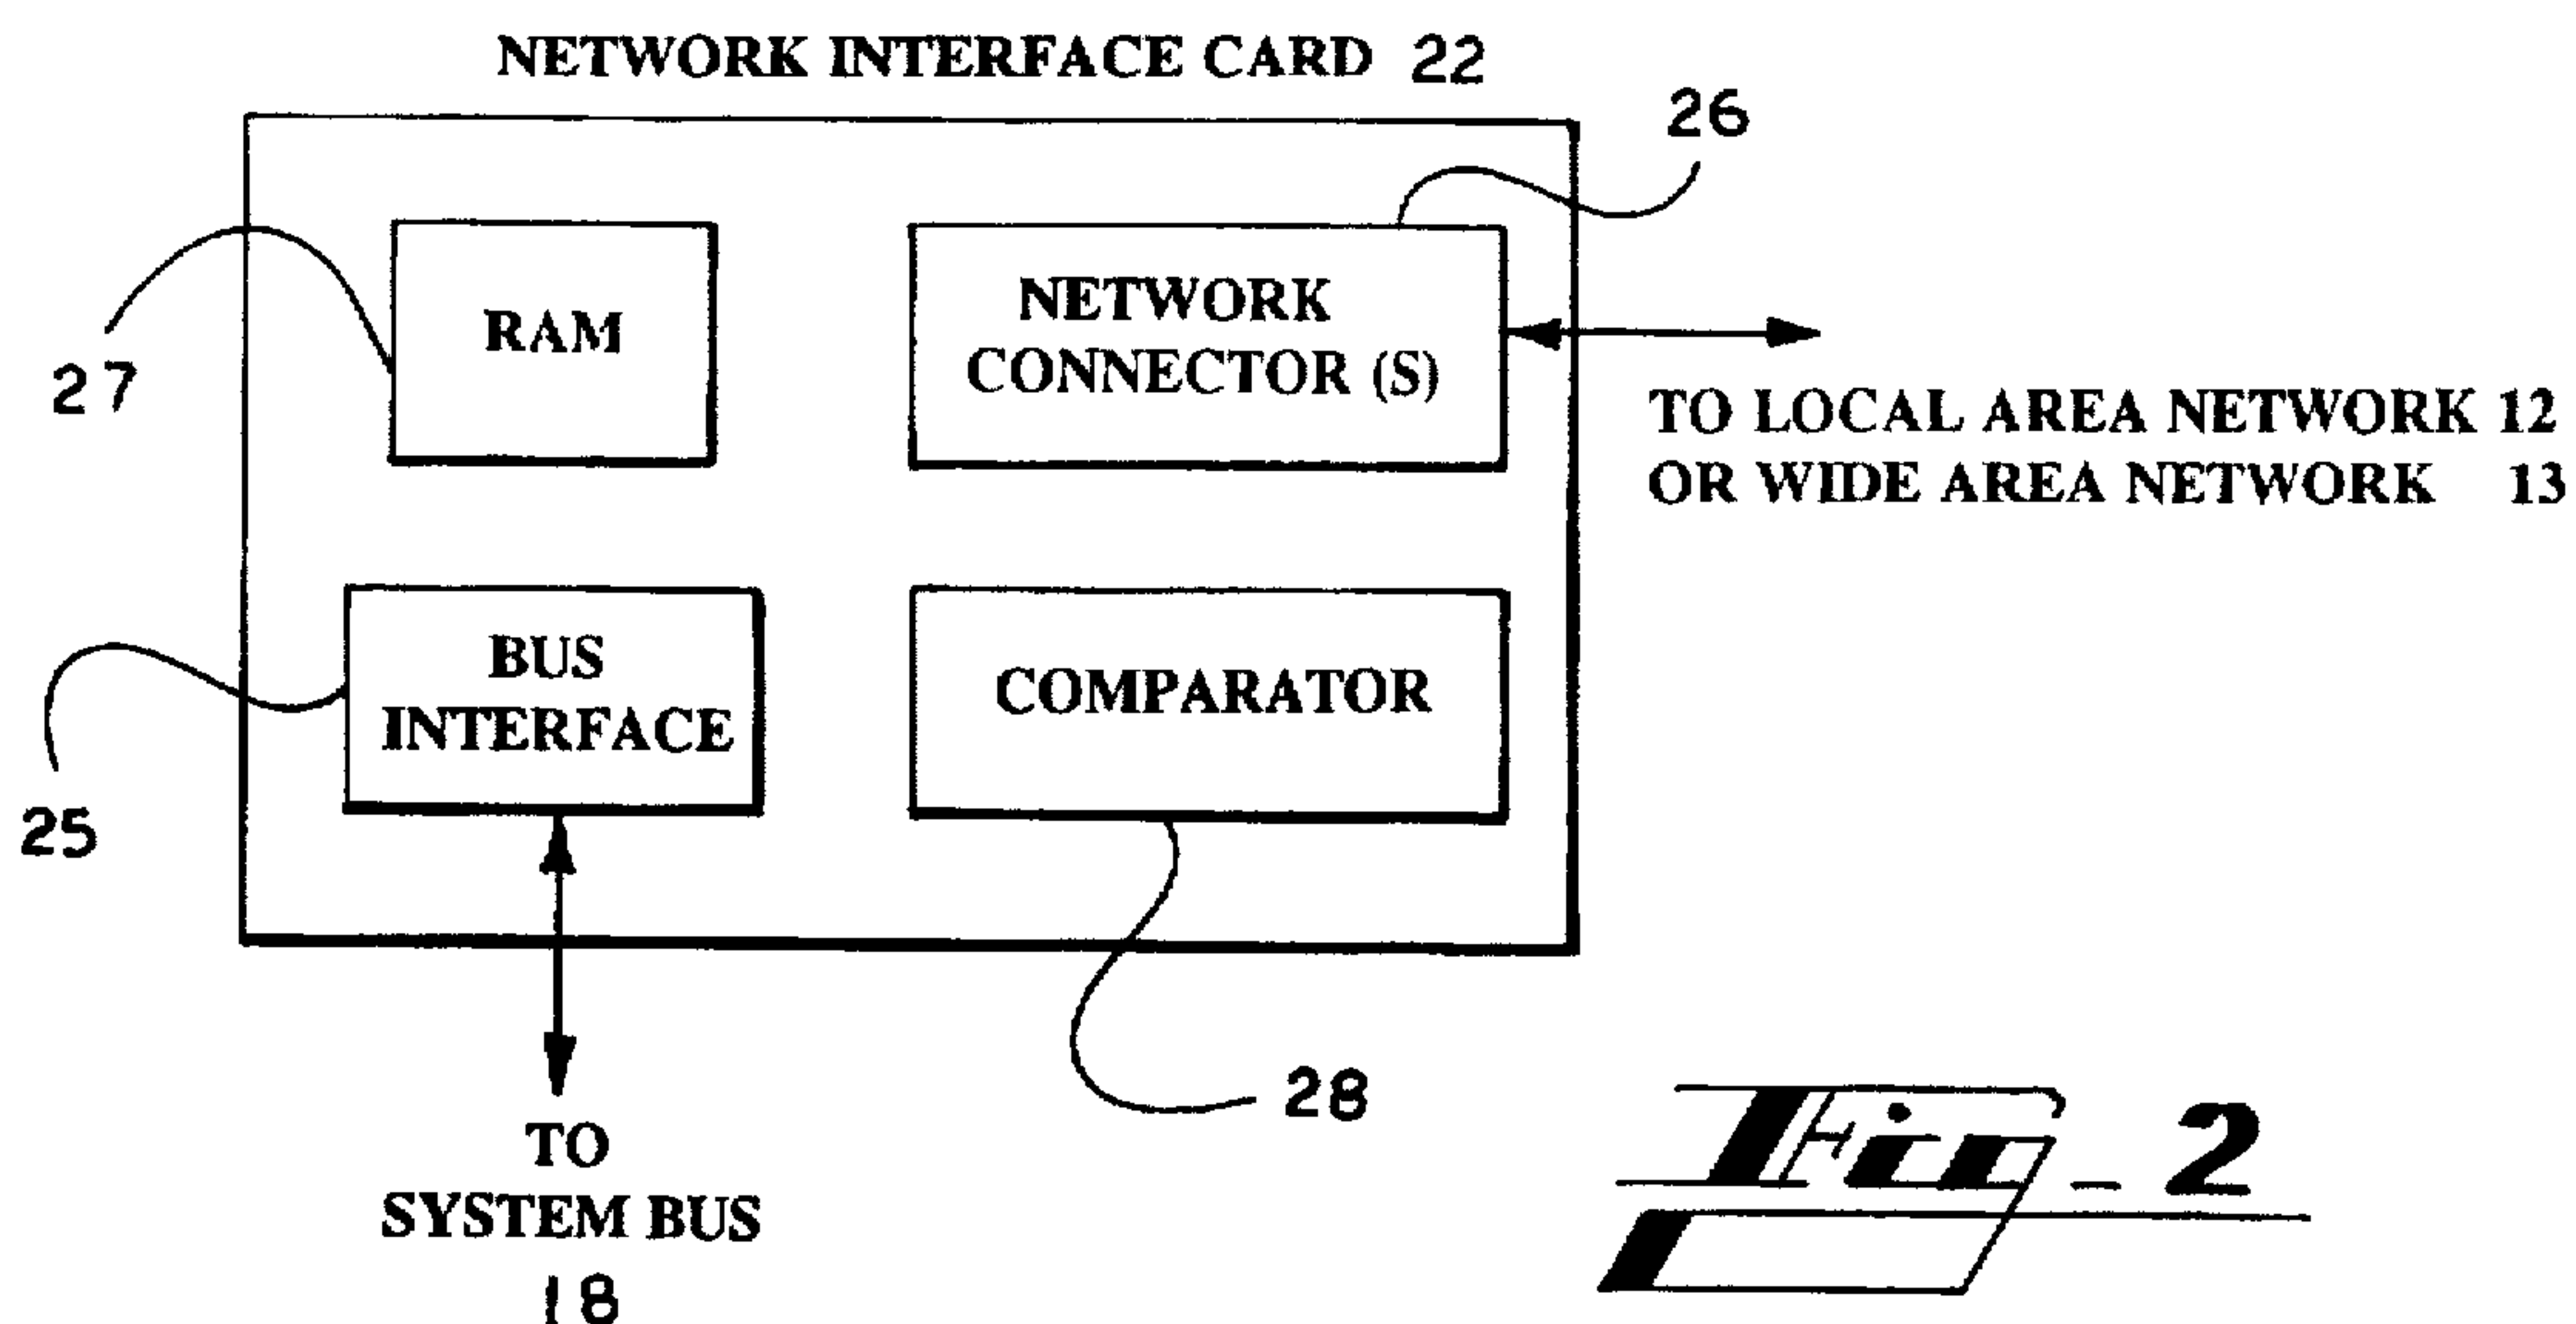 NETWORK INTERFACE CARD 22
26
RAM
NETWORK
CONNECTOR (S)
27
TO LOCAL AREA NETWORK 12
OR WIDE AREA NETWORK 13
BUS
INTERFACE
COMPARATOR
25
28
TO
SYSTEM BUS
18
Fig_2